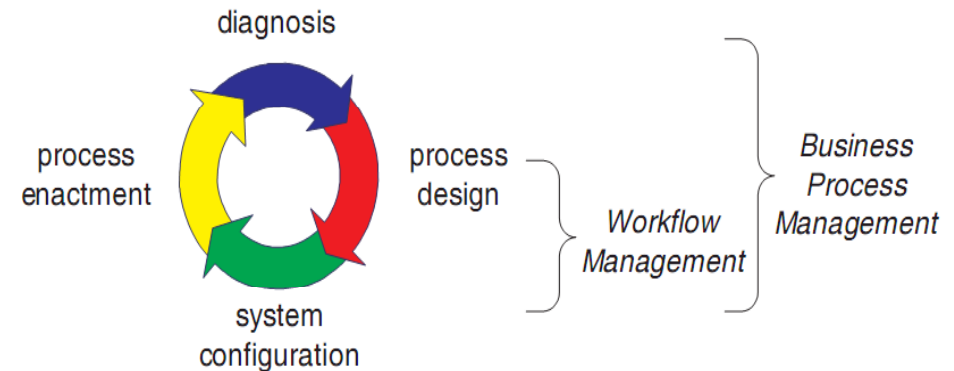 diagnosis
process
enactment
process
design
system
configuration
Workflow
Management
Business
Process
Management